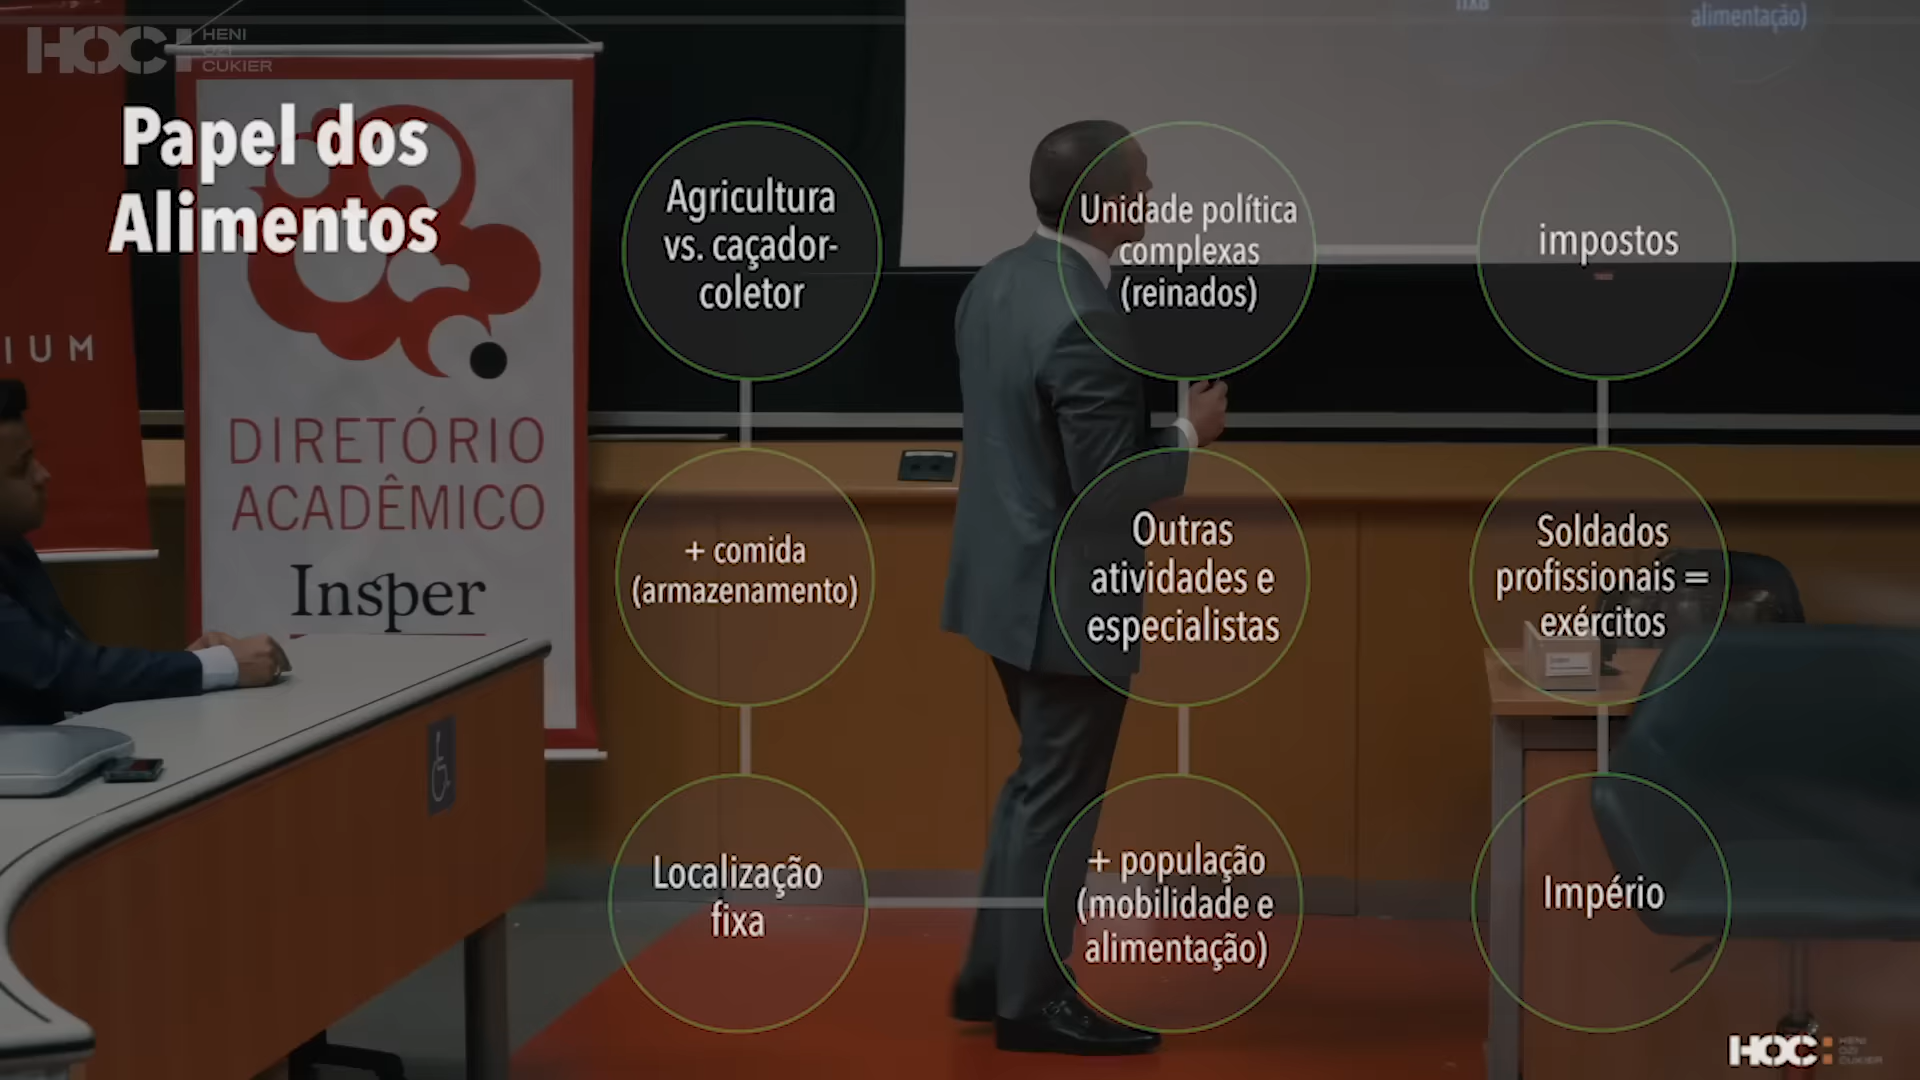 HOC
HENI
OZI
CUKIER
fixa
alimentação)
Papel dos
Alimentos
IUM
DIRETÓRIO
ACADÊMICO
Insper
Agricultura
vs. caçador-
coletor
+ comida
(armazenamento)
Localização
fixa
+ população
(mobilidade e
alimentação)
Outras
atividades e
especialistas
Unidade política
complexas
(reinados)
impostos
Soldados
profissionais =
exércitos
Império
HOC
HENI
OZI
CUKIER